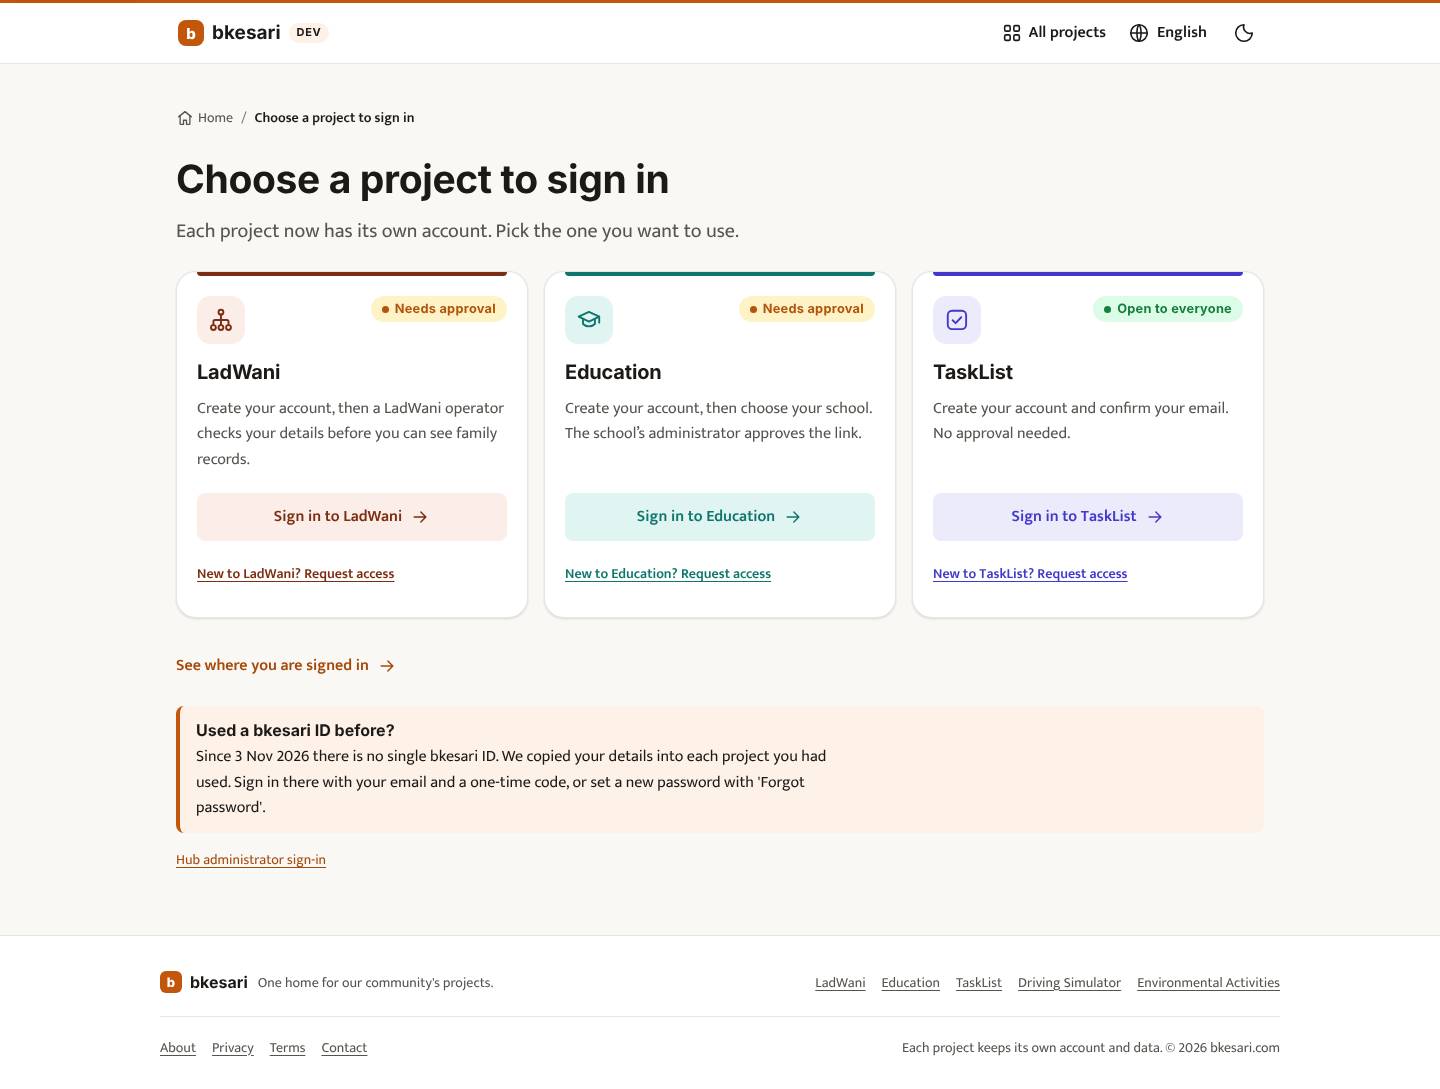 b bkesari DEV
All projects English
Home / Choose a project to sign in
Choose a project to sign in
Each project now has its own account. Pick the one you want to use.
Needs approval
LadWani
Create your account, then a LadWani operator
checks your details before you can see family
records.
Sign in to LadWani →
New to LadWani? Request access
Needs approval
Education
Create your account, then choose your school.
The school’s administrator approves the link.
Sign in to Education →
New to Education? Request access
Open to everyone
TaskList
Create your account and confirm your email.
No approval needed.
Sign in to TaskList →
New to TaskList? Request access
See where you are signed in →
Used a bkesari ID before?
Since 3 Nov 2026 there is no single bkesari ID. We copied your details into each project you had
used. Sign in there with your email and a one-time code, or set a new password with 'Forgot
password'.
Hub administrator sign-in
b bkesari One home for our community's projects.
LadWani Education TaskList Driving Simulator Environmental Activities
About Privacy Terms Contact
Each project keeps its own account and data. © 2026 bkesari.com